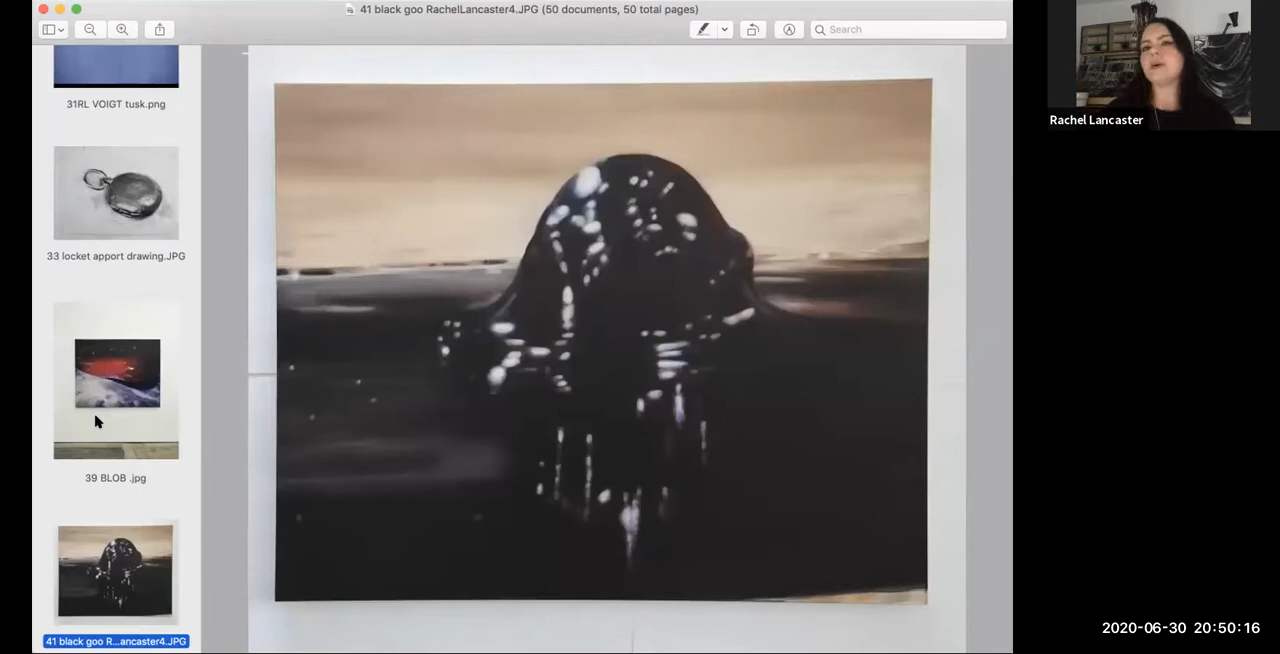 41 black goo RachelLancaster4.JPG (50 documents, 50 total pages)
Search
31RL VOIGT tusk.png
33 locket apport drawing.JPG
39 BLOB .jpg
41 black goo R...ancaster4.JPG
Rachel Lancaster
2020-06-30 20:50:16